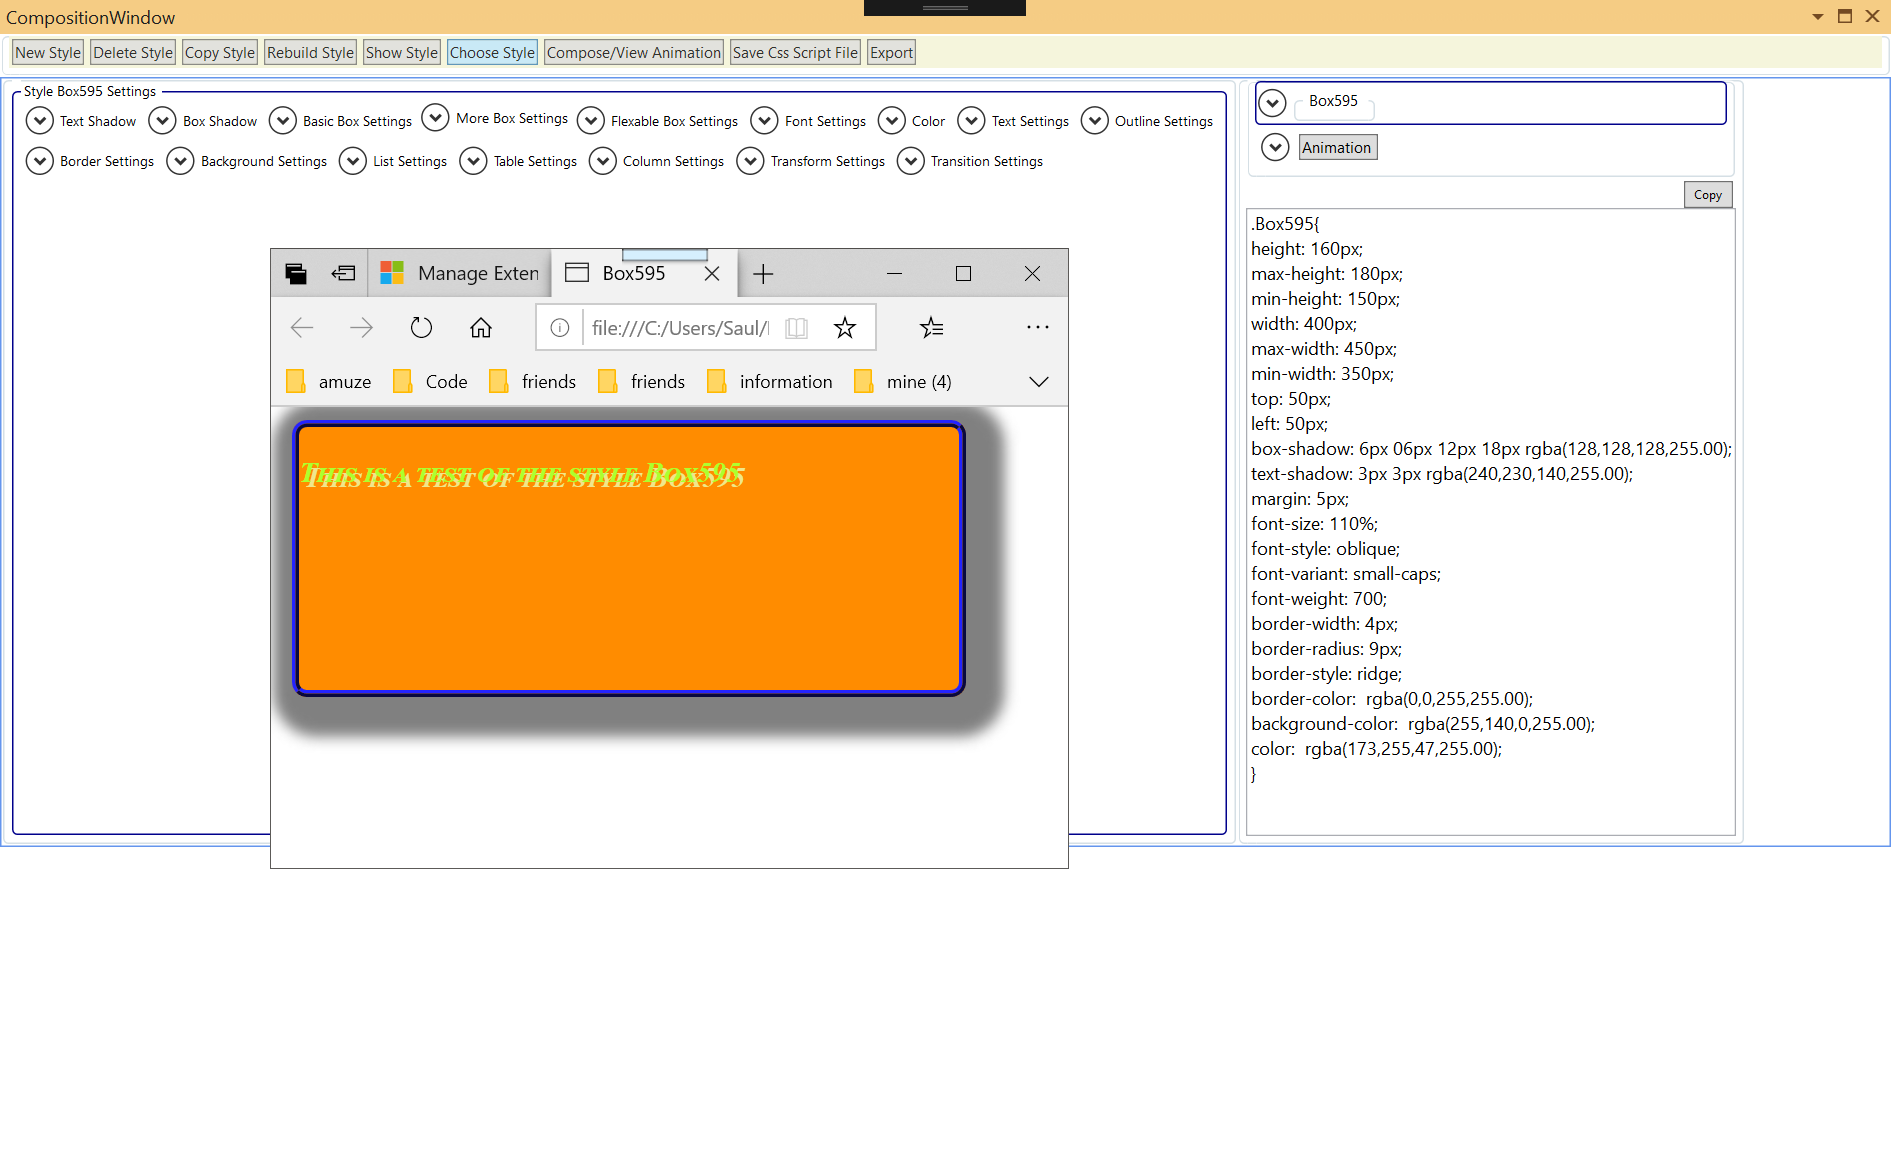 CompositionWindow
New Style Delete Style Copy Style Rebuild Style Show Style Choose Style Compose/View Animation Save Css Script File Export
Style Box595 Settings
Text Shadow Box Shadow Basic Box Settings More Box Settings Flexable Box Settings Font Settings Color Text Settings Outline Settings
Border Settings Background Settings List Settings Table Settings Column Settings Transform Settings Transition Settings
Manage Exten Box595
file:///C:/Users/Saul/
amuze Code friends friends information mine (4)
This is a test of the style Box595
Box595
Animation
Copy
.Box595{
height: 160px;
max-height: 180px;
min-height: 150px;
width: 400px;
max-width: 450px;
min-width: 350px;
top: 50px;
left: 50px;
box-shadow: 6px 06px 12px 18px rgba(128,128,128,255.00);
text-shadow: 3px 3px rgba(240,230,140,255.00);
margin: 5px;
font-size: 110%;
font-style: oblique;
font-variant: small-caps;
font-weight: 700;
border-width: 4px;
border-radius: 9px;
border-style: ridge;
border-color:  rgba(0,0,255,255.00);
background-color:  rgba(255,140,0,255.00);
color:  rgba(173,255,47,255.00);
}